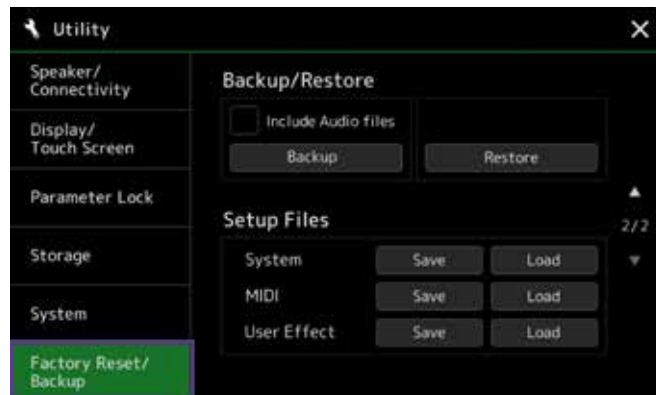 Utility
Speaker/
Connectivity
Display/
Touch Screen
Parameter Lock
Storage
System
Factory Reset/
Backup
Backup/Restore
Include Audio files
Backup
Restore
Setup Files
System Save Load
MIDI Save Load
User Effect Save Load
2/2